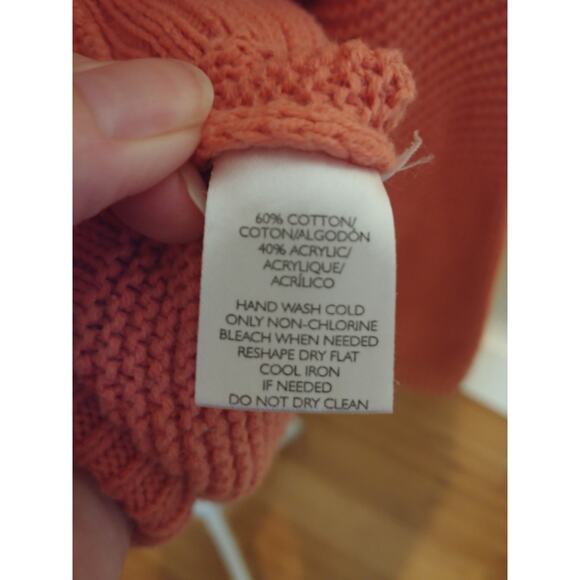 60% COTTON/
COTON/ALGODÓN
40% ACRYLIC/
ACRYLIQUE/
ACRÍLICO
HAND WASH COLD
ONLY NON-CHLORINE
BLEACH WHEN NEEDED
RESHAPE DRY FLAT
COOL IRON
IF NEEDED
DO NOT DRY CLEAN